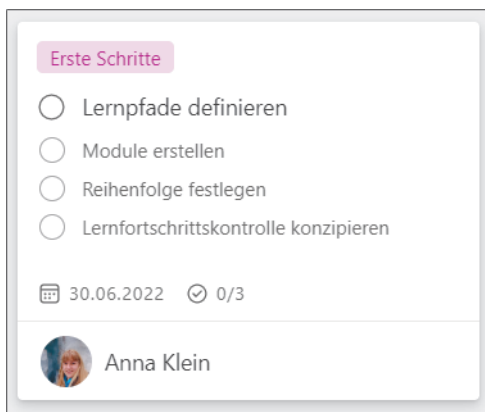 Erste Schritte
Lernpfade definieren
Module erstellen
Reihenfolge festlegen
Lernfortschrittskontrolle konzipieren
30.06.2022 0/3
Anna Klein